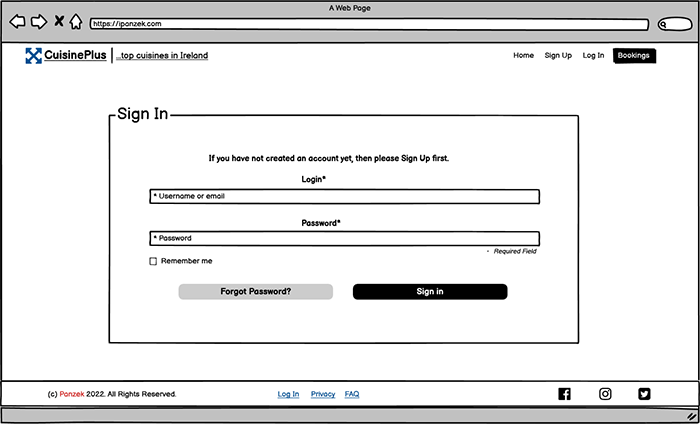 A Web Page
https://ipanzek.com
CuisinePlus ...top cuisines in Ireland Home Sign Up Log In Bookings
Sign In
If you have not created an account yet, then please Sign Up first.
Login*
* Username or email
Password*
* Password
- Required Field
Remember me
Forgot Password? Sign in
(c) Panzek 2022. All Rights Reserved. Log In Privacy FAQ